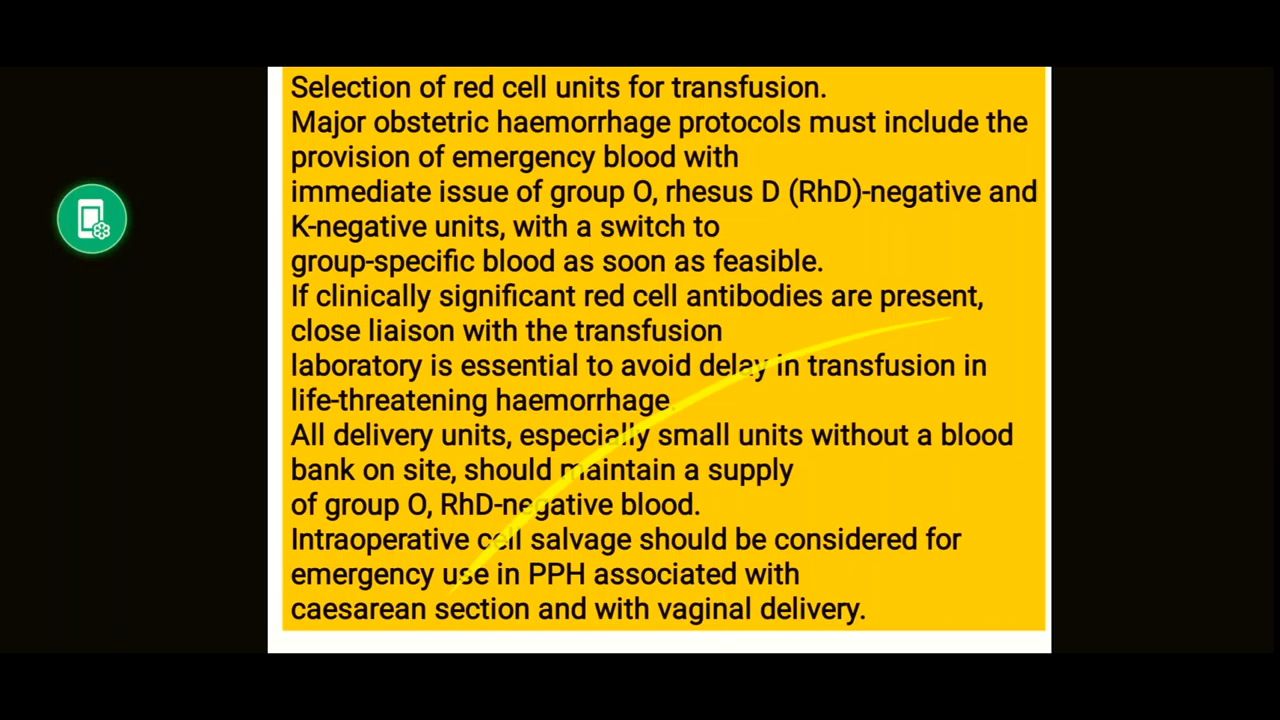 Selection of red cell units for transfusion.
Major obstetric haemorrhage protocols must include the
provision of emergency blood with
immediate issue of group O, rhesus D (RhD)-negative and
K-negative units, with a switch to
group-specific blood as soon as feasible.
If clinically significant red cell antibodies are present,
close liaison with the transfusion
laboratory is essential to avoid delay in transfusion in
life-threatening haemorrhage.
All delivery units, especially small units without a blood
bank on site, should maintain a supply
of group O, RhD-negative blood.
Intraoperative cell salvage should be considered for
emergency use in PPH associated with
caesarean section and with vaginal delivery.